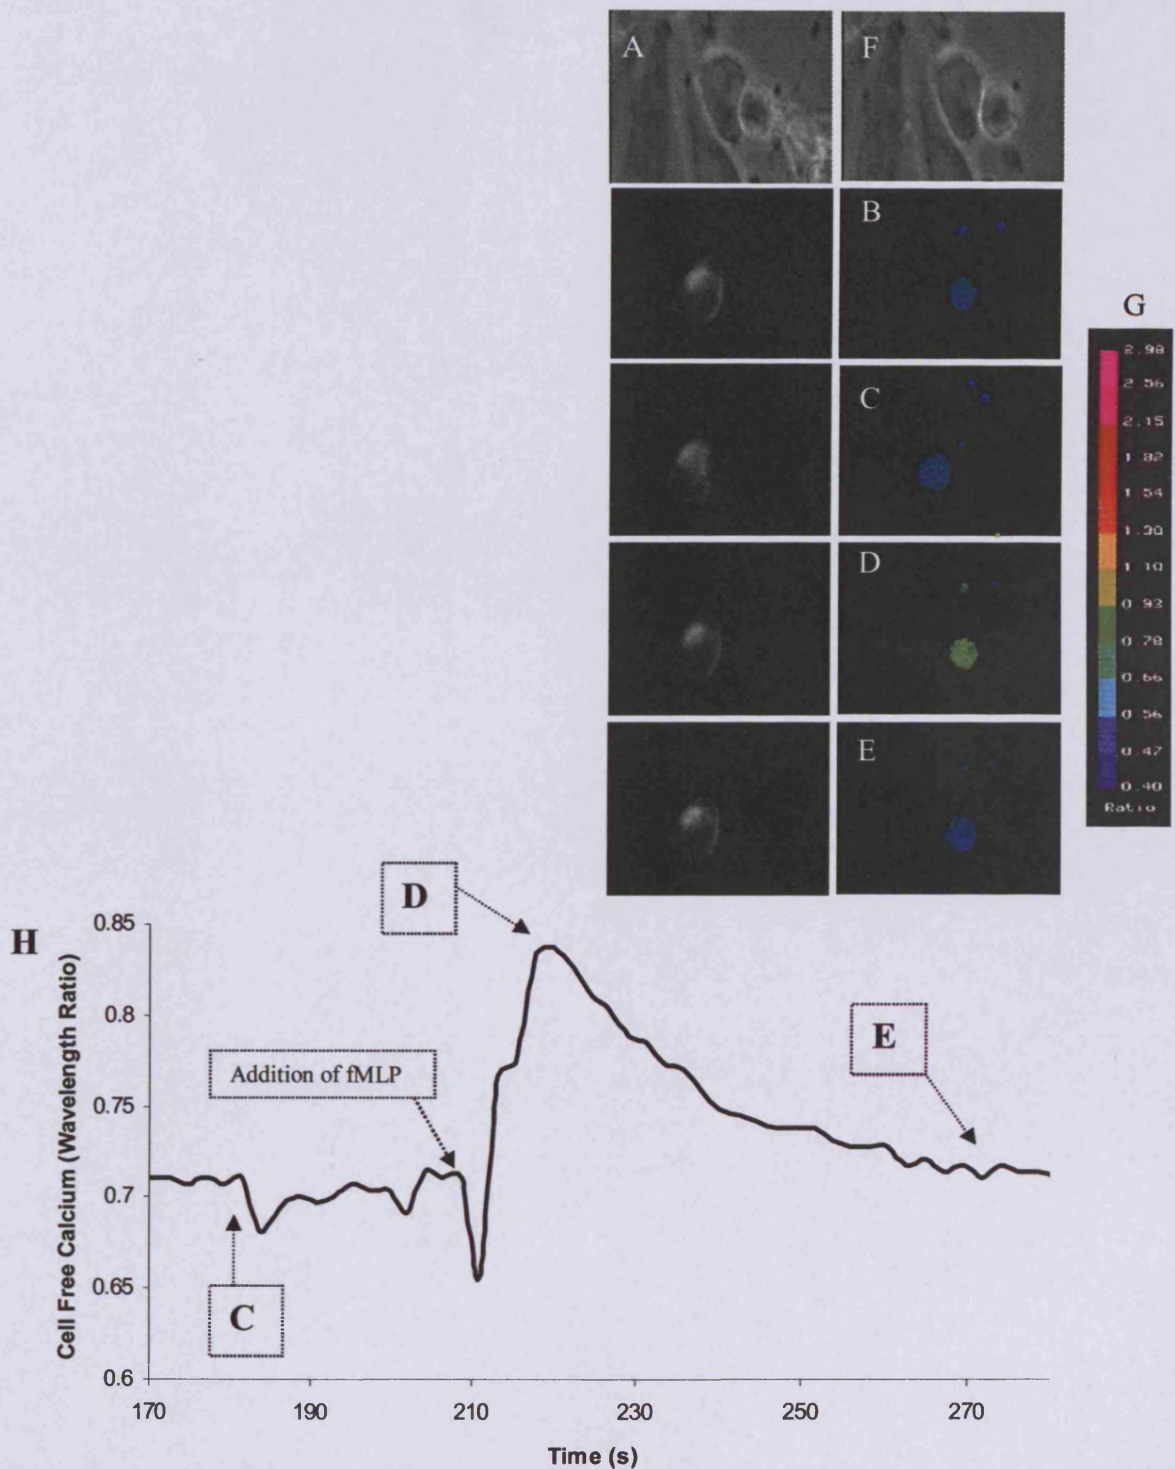 A
F
B
C
D
E
G
2.98
2.56
2.15
1.82
1.54
1.30
1.10
0.93
0.78
0.66
0.56
0.47
0.40
Ratio
H
Cell Free Calcium (Wavelength Ratio)
0.85
0.8
0.75
0.7
0.65
0.6
D
Addition of fMLP
E
C
170 190 210 230 250 270
Time (s)